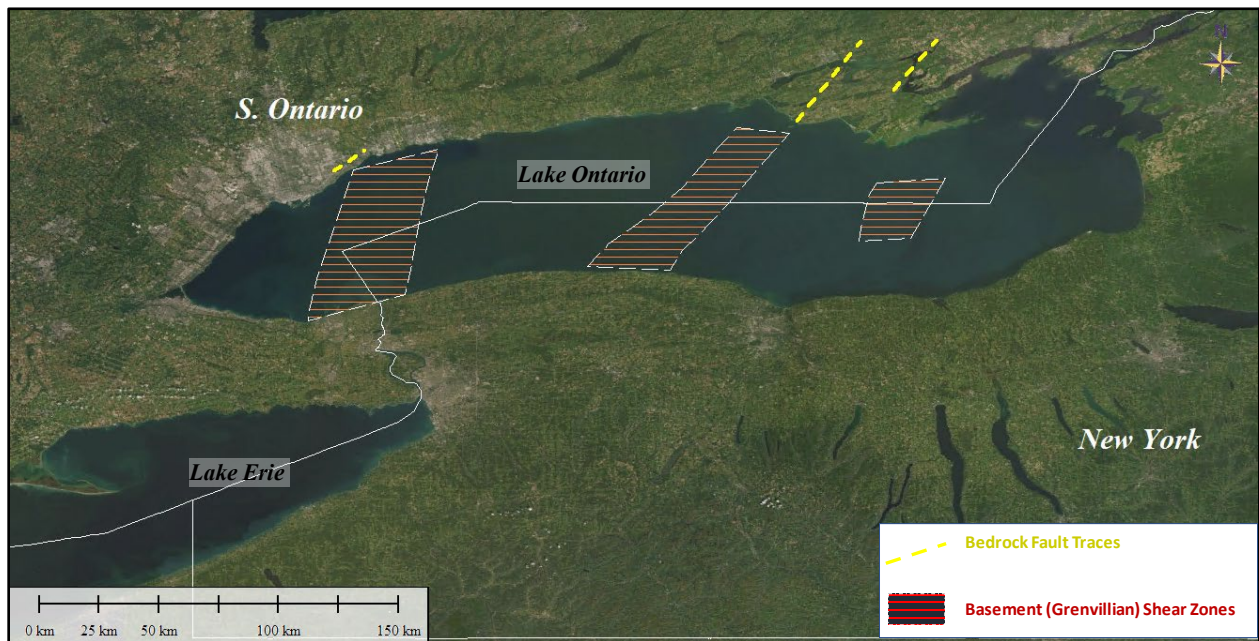 N
S. Ontario
Lake Ontario
New York
Lake Erie
Bedrock Fault Traces
Basement (Grenvillian) Shear Zones
0 km 25 km 50 km 100 km 150 km